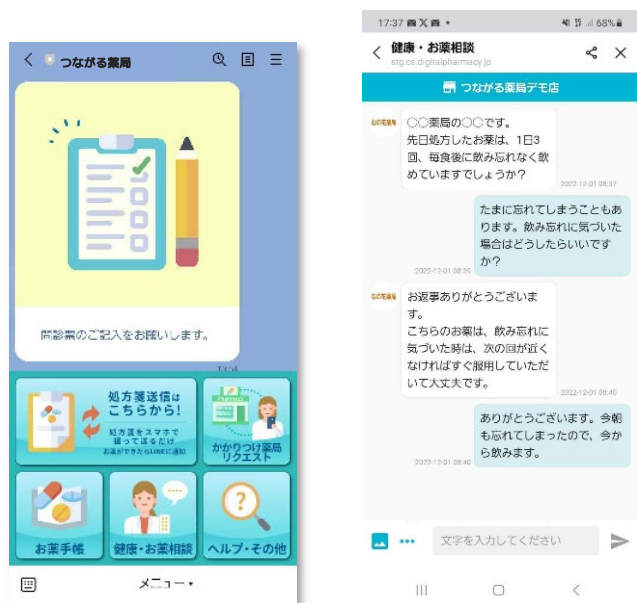 つながる薬局
問診票のご記入をお願いします。
処方箋送信は
こちらから!
処方箋をスマホで
撮って送るだけ
お薬ができたらLINEに通知
かかりつけ薬局
リクエスト
お薬手帳
健康・お薬相談
ヘルプ・その他
メニュー▾
17:37
68%
健康・お薬相談
stg.cs.digitalpharmacy.jp
つながる薬局デモ店
○○薬局の○○です。
先日処方したお薬は、1日3
回、毎食後に飲み忘れなく飲
めていますでしょうか?
2022-12-01 08:37
たまに忘れてしまうこともあ
ります。飲み忘れに気づいた
場合はどうしたらいいです
か?
2022-12-01 08:39
お返事ありがとうございま
す。
こちらのお薬は、飲み忘れに
気づいた時は、次の回が近く
なければすぐ服用していただ
いて大丈夫です。
2022-12-01 08:40
ありがとうございます。今朝
も忘れてしまったので、今か
ら飲みます。
2022-12-01 08:40
文字を入力してください